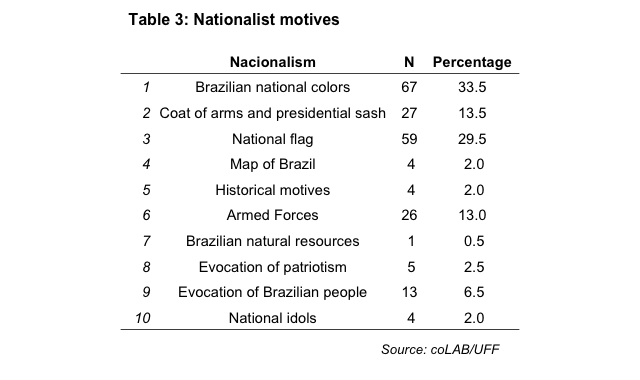 Table 3: Nationalist motives
Nacionalism N Percentage
1 Brazilian national colors 67 33.5
2 Coat of arms and presidential sash 27 13.5
3 National flag 59 29.5
4 Map of Brazil 4 2.0
5 Historical motives 4 2.0
6 Armed Forces 26 13.0
7 Brazilian natural resources 1 0.5
8 Evocation of patriotism 5 2.5
9 Evocation of Brazilian people 13 6.5
10 National idols 4 2.0
Source: coLAB/UFF